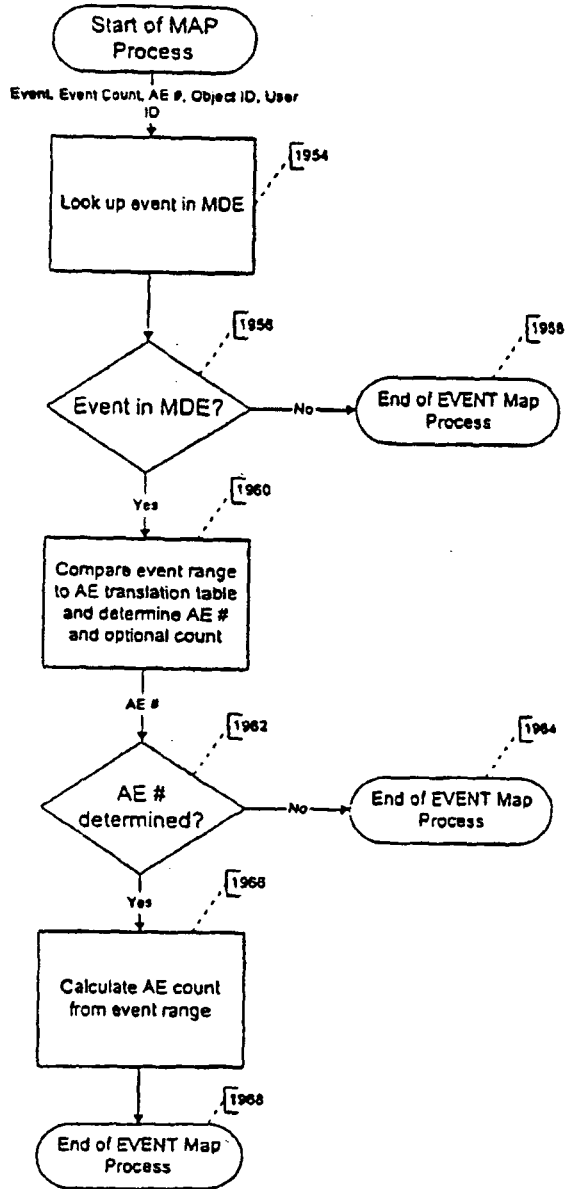 Start of MAP
Process
Event, Event Count, AE #, Object ID, User
ID
1954
Look up event in MDE
1956
1958
Event in MDE?
No
End of EVENT Map
Process
Yes
1960
Compare event range
to AE translation table
and determine AE #
and optional count
AE #
1962
1964
AE #
determined?
No
End of EVENT Map
Process
Yes
1966
Calculate AE count
from event range
1968
End of EVENT Map
Process